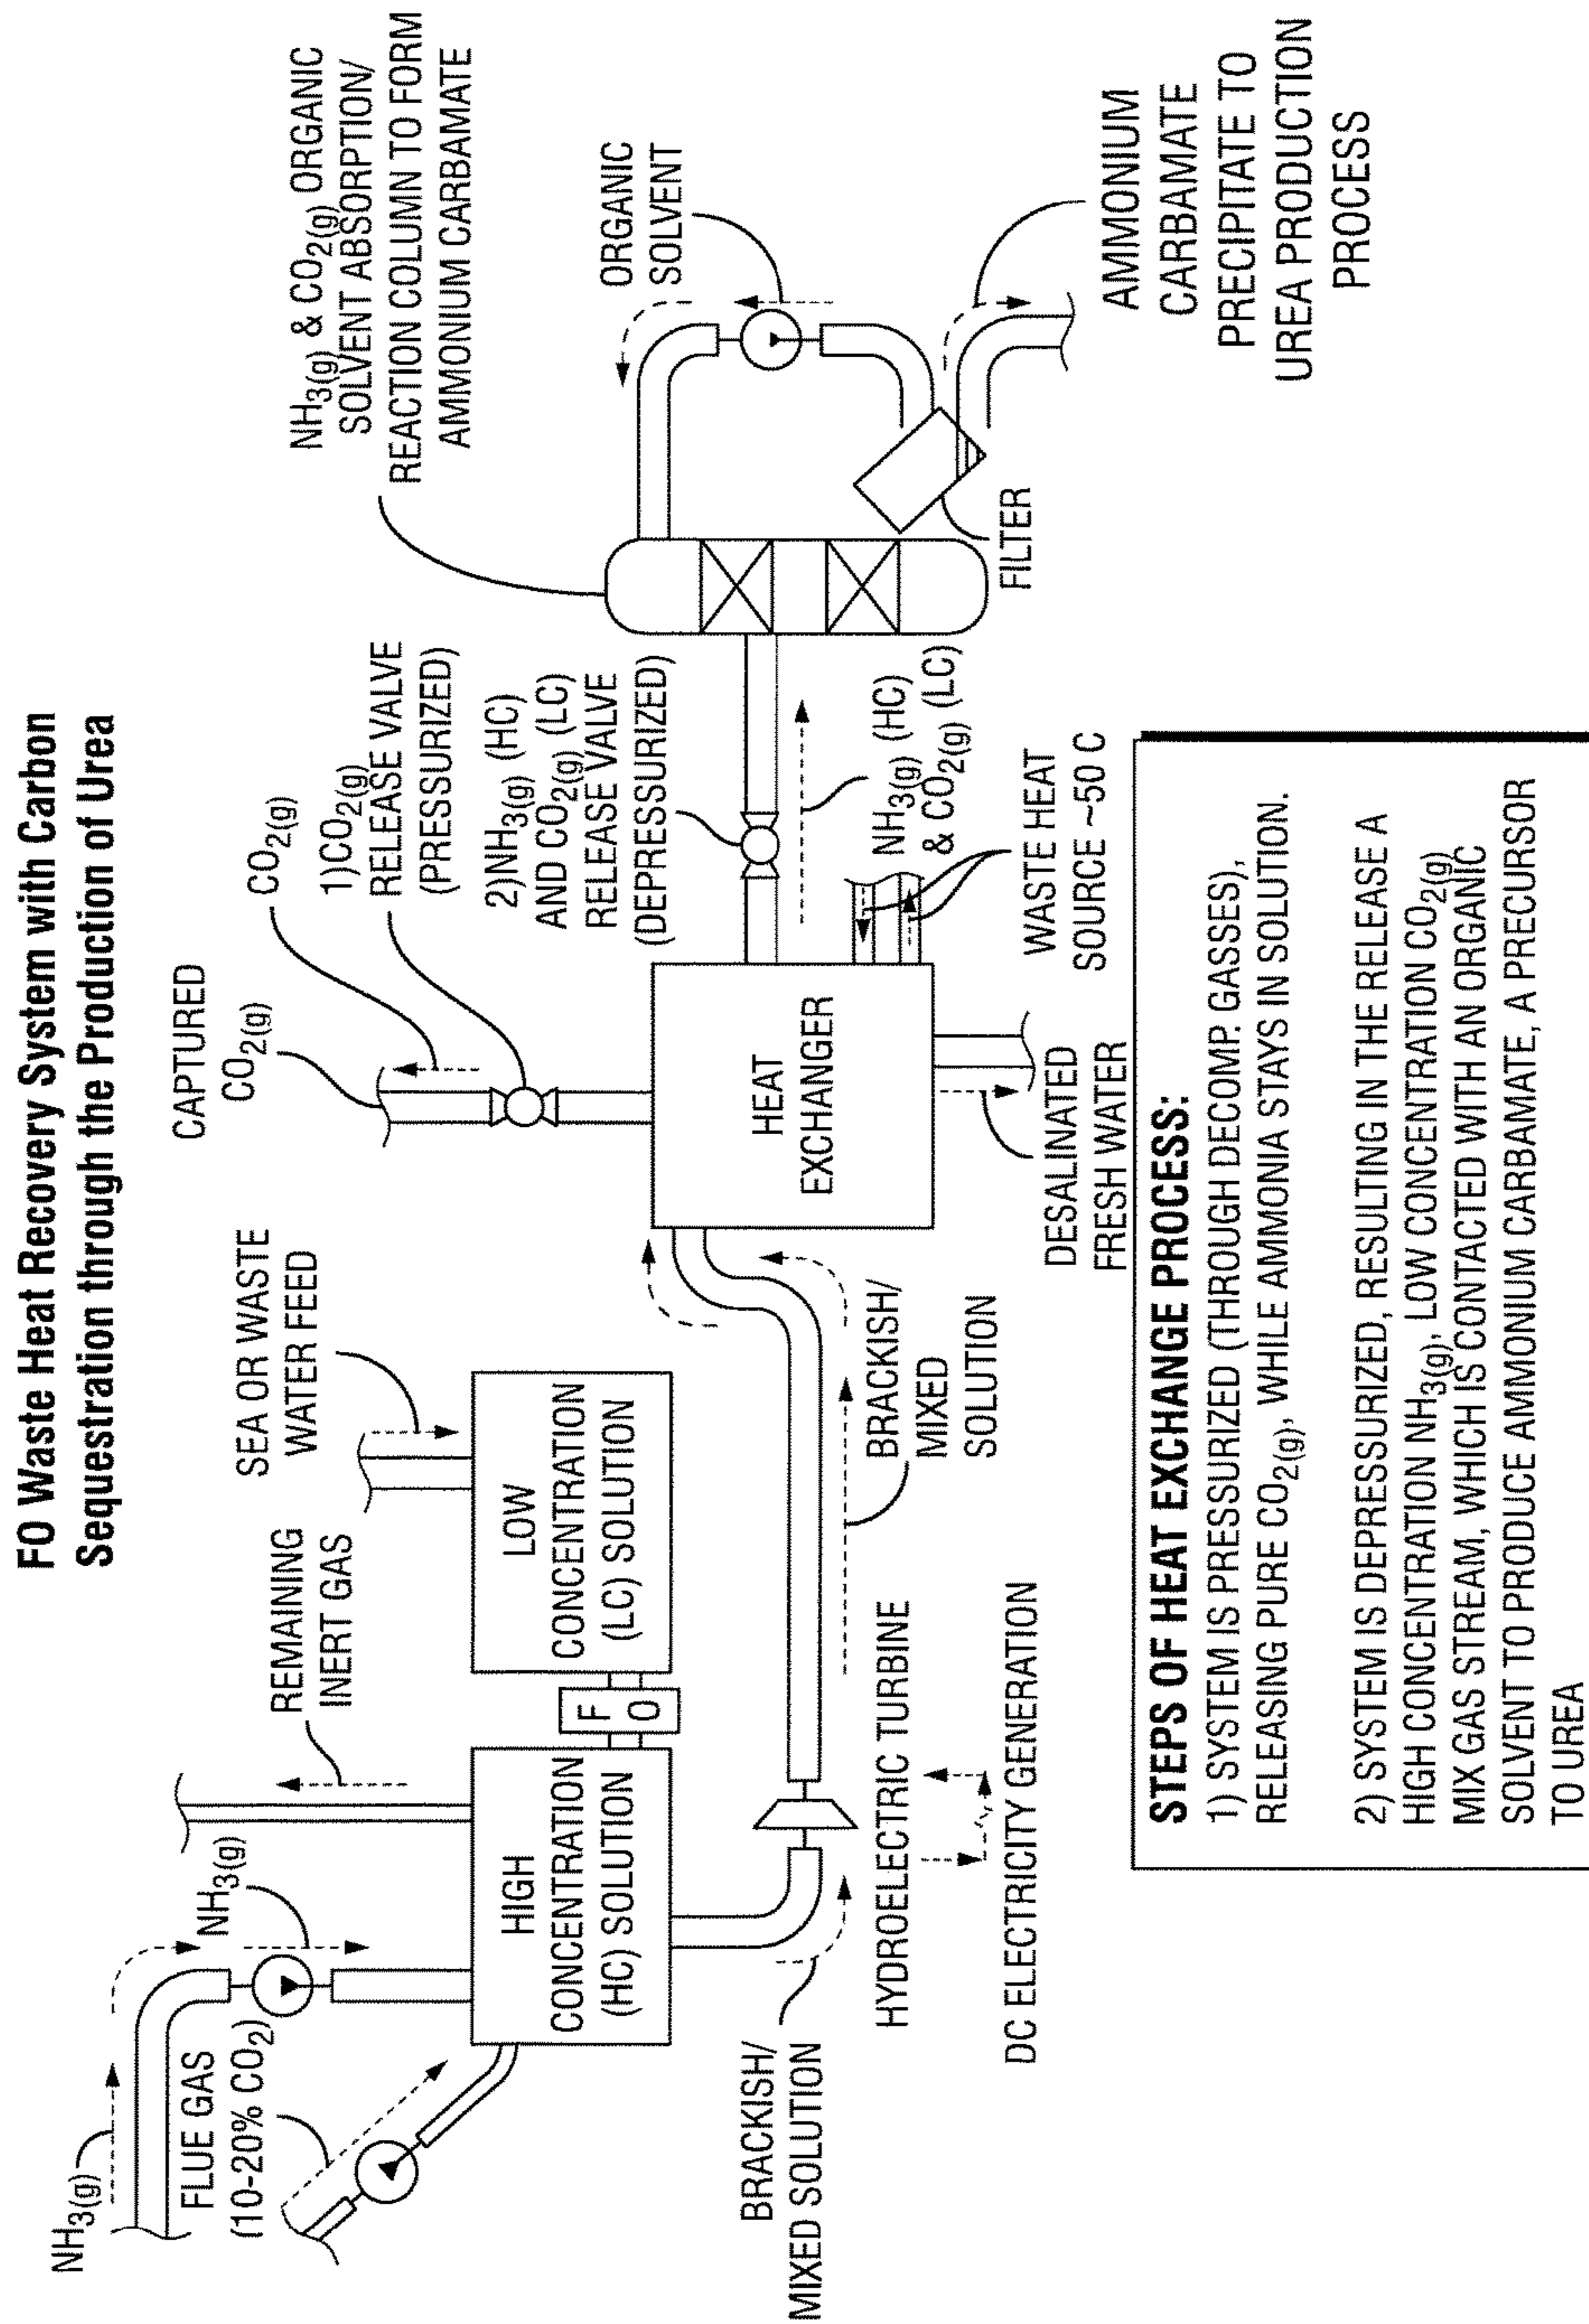 FO Waste Heat Recovery System with Carbon
Sequestration through the Production of Urea
NH3(g)
FLUE GAS
(10-20% CO2)
NH3(g)
REMAINING
INERT GAS
SEA OR WASTE
WATER FEED
CAPTURED
CO2(g)
CO2(g)
1)CO2(g)
RELEASE VALVE
(PRESSURIZED)
2)NH3(g) (HC)
AND CO2(g) (LC)
RELEASE VALVE
(DEPRESSURIZED)
NH3(g) & CO2(g) ORGANIC
SOLVENT ABSORPTION/
REACTION COLUMN TO FORM
AMMONIUM CARBAMATE
HIGH
CONCENTRATION
(HC) SOLUTION
F
O
LOW
CONCENTRATION
(LC) SOLUTION
HEAT
EXCHANGER
ORGANIC
SOLVENT
BRACKISH/
MIXED SOLUTION
HYDROELECTRIC TURBINE
DC ELECTRICITY GENERATION
BRACKISH/
MIXED
SOLUTION
DESALINATED
FRESH WATER
NH3(g) (HC)
& CO2(g) (LC)
WASTE HEAT
SOURCE ~50 C
FILTER
AMMONIUM
CARBAMATE
PRECIPITATE TO
UREA PRODUCTION
PROCESS
STEPS OF HEAT EXCHANGE PROCESS:
1) SYSTEM IS PRESSURIZED (THROUGH DECOMP. GASSES),
RELEASING PURE CO2(g), WHILE AMMONIA STAYS IN SOLUTION.
2) SYSTEM IS DEPRESSURIZED, RESULTING IN THE RELEASE A
HIGH CONCENTRATION NH3(g), LOW CONCENTRATION CO2(g)
MIX GAS STREAM, WHICH IS CONTACTED WITH AN ORGANIC
SOLVENT TO PRODUCE AMMONIUM CARBAMATE, A PRECURSOR
TO UREA